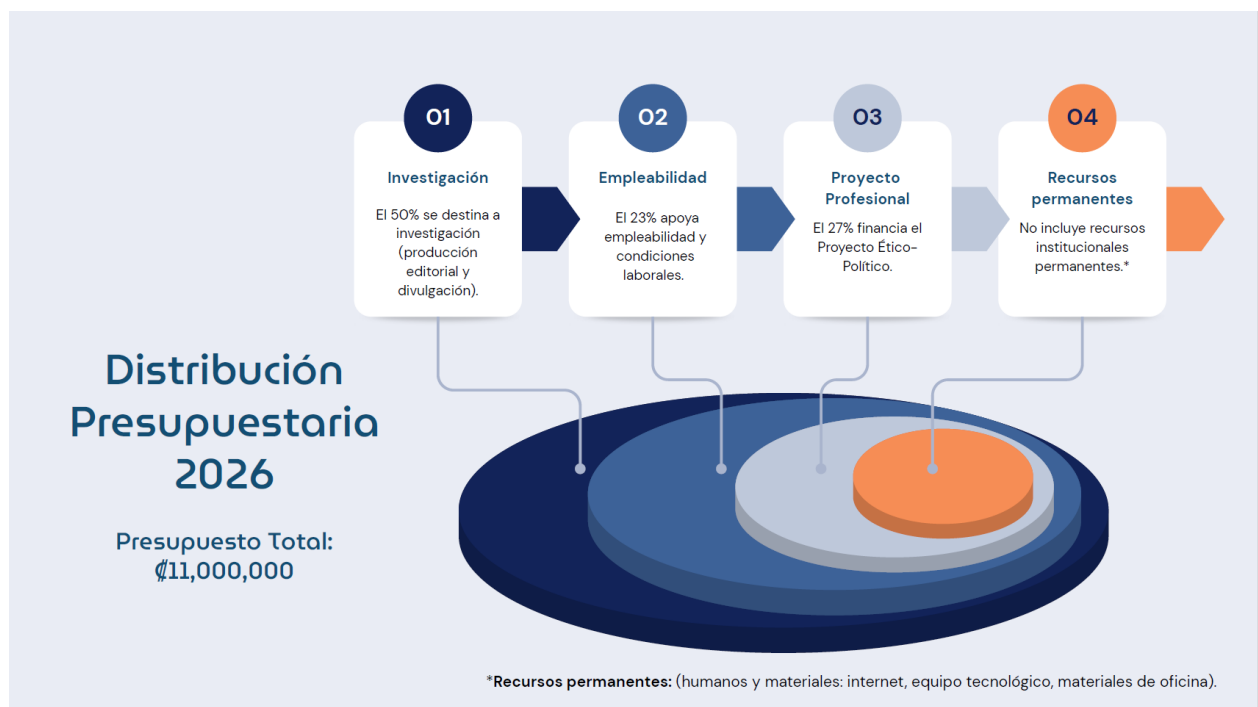 01
Investigación
El 50% se destina a
investigación
(producción
editorial y
divulgación).
02
Empleabilidad
El 23% apoya
empleabilidad y
condiciones
laborales.
03
Proyecto
Profesional
El 27% financia el
Proyecto Ético-
Político.
04
Recursos
permanentes
No incluye recursos
institucionales
permanentes.*
Distribución
Presupuestaria
2026
Presupuesto Total:
₡11,000,000
*Recursos permanentes: (humanos y materiales: internet, equipo tecnológico, materiales de oficina).